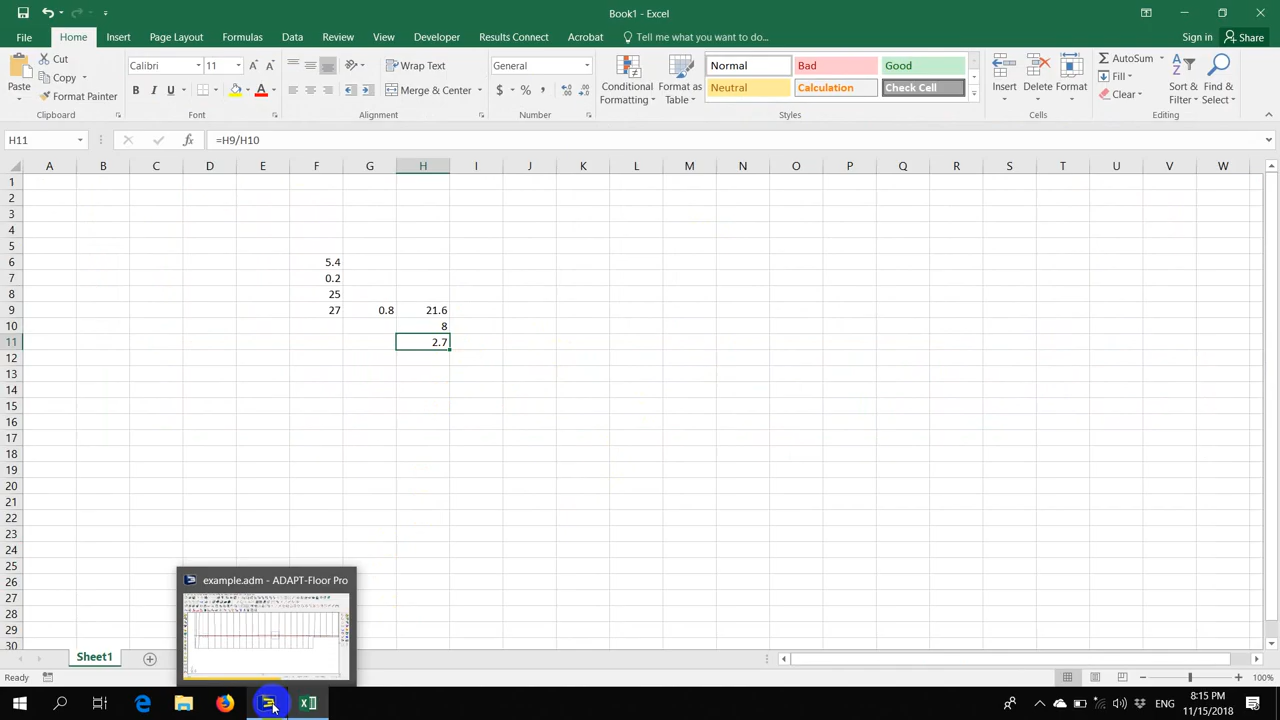 Book1 - Excel
File Home Insert Page Layout Formulas Data Review View Developer Results Connect Acrobat Tell me what you want to do... Sign in Share
Paste
Cut
Copy
Format Painter
Clipboard
Calibri 11
B I U
Font
Wrap Text
Merge & Center
Alignment
General
$ % ,
Number
Conditional Formatting
Format as Table
Normal Bad Good
Neutral Calculation Check Cell
Styles
Insert Delete Format
Cells
AutoSum
Fill
Clear
Sort & Filter
Find & Select
Editing
H11 fx =H9/H10
A B C D E F G H I J K L M N O P Q R S T U V W
1
2
3
4
5
6 5.4
7 0.2
8 25
9 27 0.8 21.6
10 8
11 2.7
12
13
14
15
16
17
18
19
20
21
22
23
24
25
26
27
28
29
30
example.adm - ADAPT-Floor Pro
Sheet1
Ready 100%
ENG
8:15 PM
11/15/2018